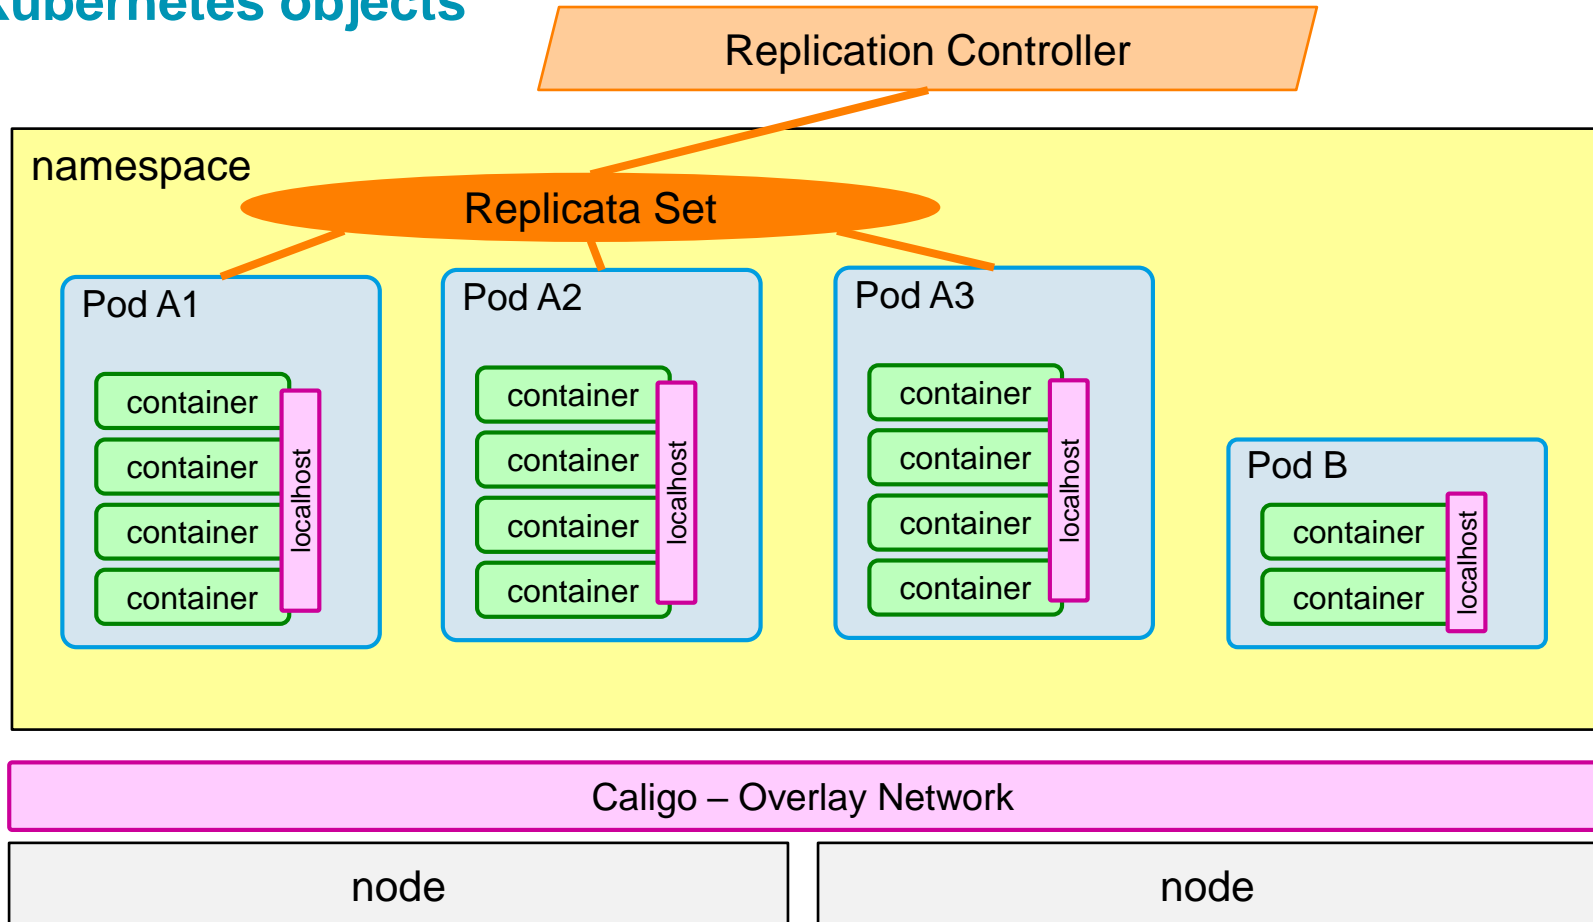 Kubernetes objects
Replication Controller
namespace
Replicata Set
Pod A1
container
container
container
container
localhost
Pod A2
container
container
container
container
localhost
Pod A3
container
container
container
container
localhost
Pod B
container
container
localhost
Caligo – Overlay Network
node
node